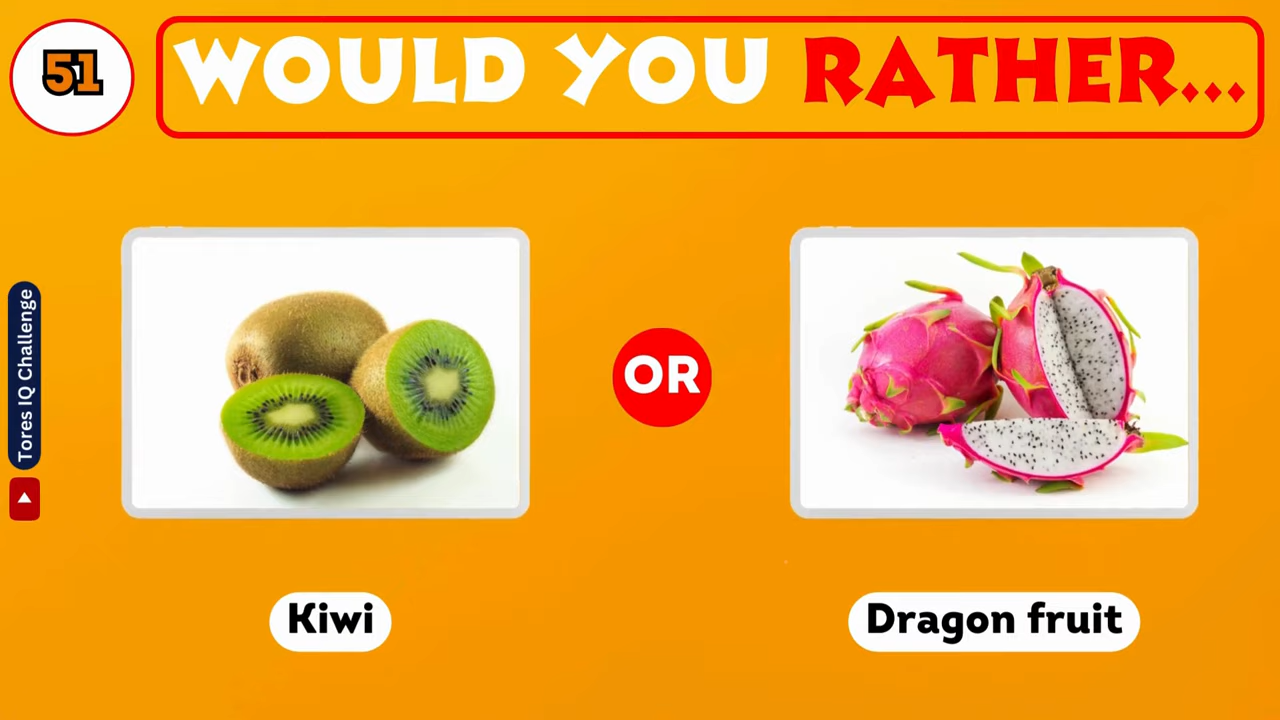 51
WOULD YOU RATHER...
Tores IQ Challenge
OR
Kiwi
Dragon fruit